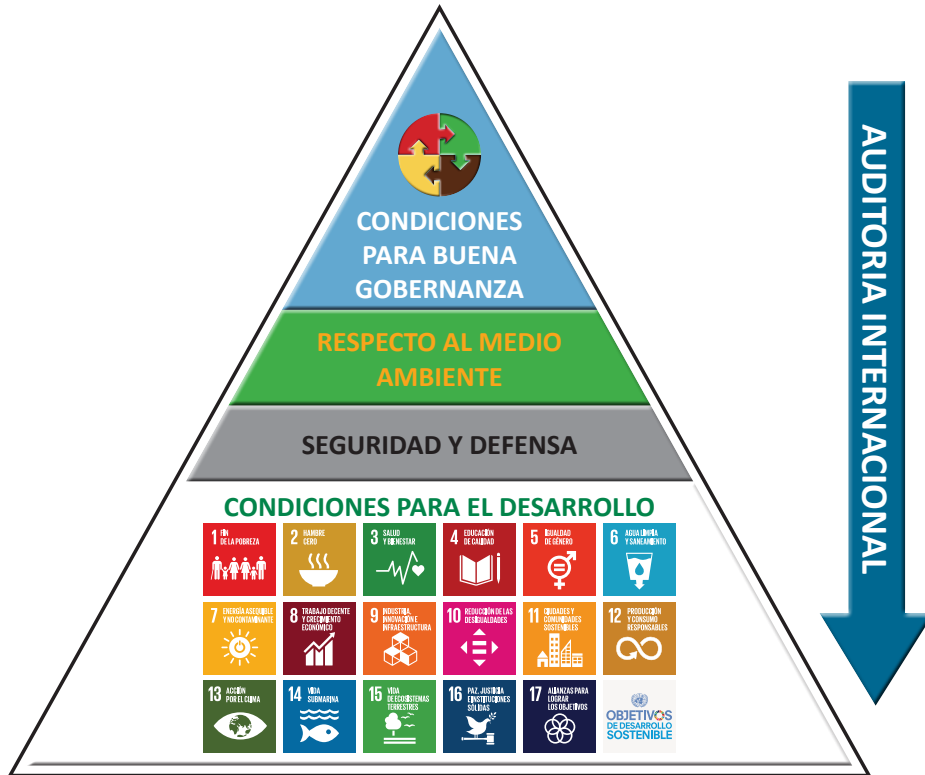 CONDICIONES
PARA BUENA
GOBERNANZA
RESPECTO AL MEDIO
AMBIENTE
SEGURIDAD Y DEFENSA
CONDICIONES PARA EL DESARROLLO
1 FIN
DE LA POBREZA
2 HAMBRE
CERO
3 SALUD
Y BIENESTAR
4 EDUCACIÓN
DE CALIDAD
5 IGUALDAD
DE GÉNERO
6 AGUA LIMPIA
Y SANEAMIENTO
7 ENERGÍA ASEQUIBLE
Y NO CONTAMINANTE
8 TRABAJO DECENTE
Y CRECIMIENTO
ECONÓMICO
9 INDUSTRIA,
INNOVACIÓN E
INFRAESTRUCTURA
10 REDUCCIÓN DE LAS
DESIGUALDADES
11 CIUDADES Y
COMUNIDADES
SOSTENIBLES
12 PRODUCCIÓN
Y CONSUMO
RESPONSABLES
13 ACCIÓN
POR EL CLIMA
14 VIDA
SUBMARINA
15 VIDA
DE ECOSISTEMAS
TERRESTRES
16 PAZ, JUSTICIA
E INSTITUCIONES
SÓLIDAS
17 ALIANZAS PARA
LOGRAR
LOS OBJETIVOS
OBJETIVOS
DE DESARROLLO
SOSTENIBLE
AUDITORIA INTERNACIONAL